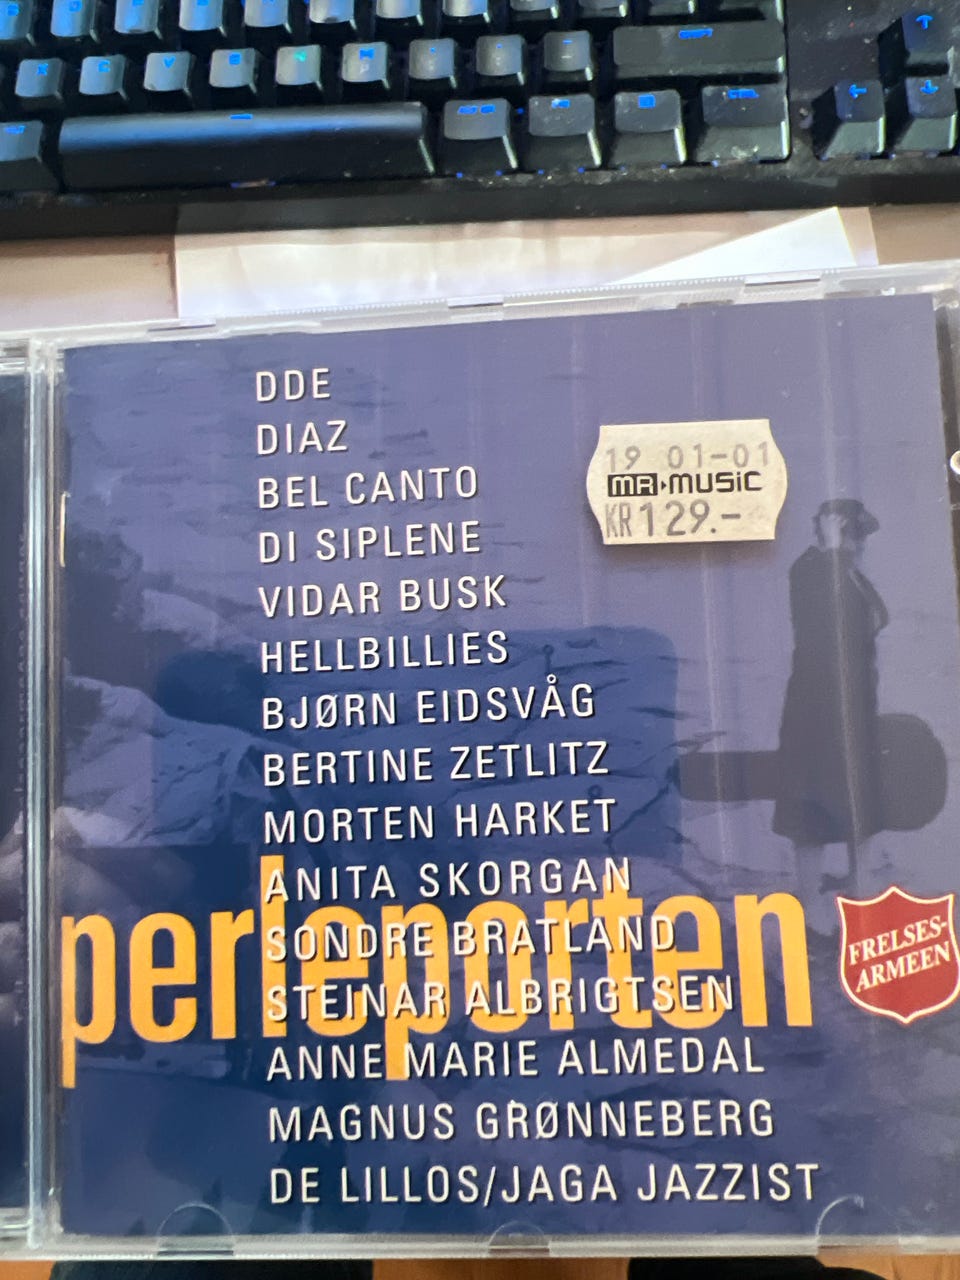 DDE
DIAZ
BEL CANTO
DI SIPLENE
VIDAR BUSK
HELLBILLIES
BJØRN EIDSVÅG
BERTINE ZETLITZ
MORTEN HARKET
ANITA SKORGAN
SONDRE BRATLAND
STEINAR ALBRIGTSEN
ANNE MARIE ALMEDAL
MAGNUS GRØNNEBERG
DE LILLOS/JAGA JAZZIST
perleporten
19 01-01
MR MUSIC
KR 129.-
FRELSES-
ARMEEN